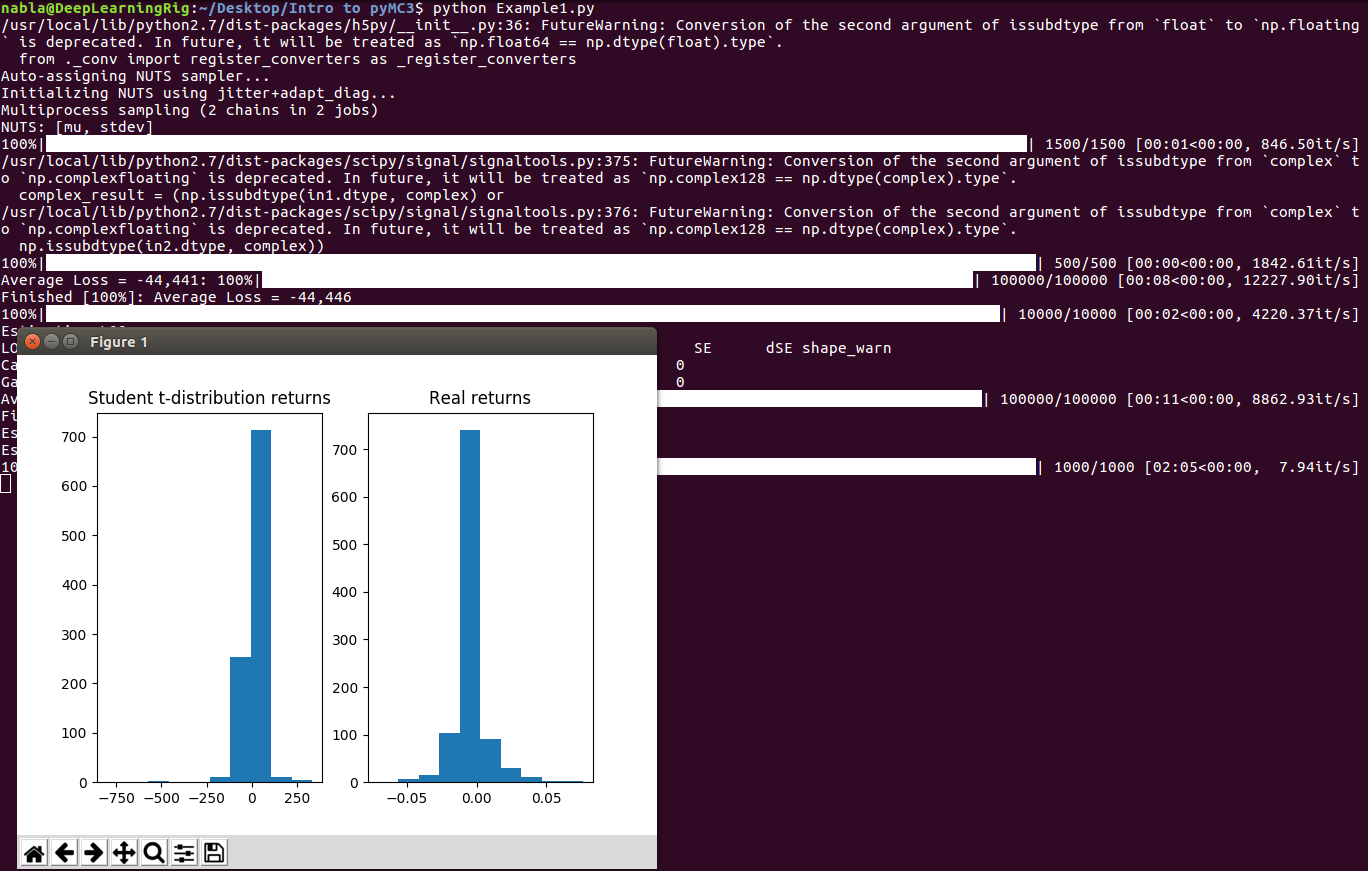 nabla@DeepLearningRig:~/Desktop/Intro to pyMC3$ python Example1.py
/usr/local/lib/python2.7/dist-packages/h5py/__init__.py:36: FutureWarning: Conversion of the second argument of issubdtype from `float` to `np.floating
` is deprecated. In future, it will be treated as `np.float64 == np.dtype(float).type`.
from ._conv import register_converters as _register_converters
Auto-assigning NUTS sampler...
Initializing NUTS using jitter+adapt_diag...
Multiprocess sampling (2 chains in 2 jobs)
NUTS: [mu, stdev]
100%| | 1500/1500 [00:01<00:00, 846.50it/s]
/usr/local/lib/python2.7/dist-packages/scipy/signal/signaltools.py:375: FutureWarning: Conversion of the second argument of issubdtype from `complex` t
o `np.complexfloating` is deprecated. In future, it will be treated as `np.complex128 == np.dtype(complex).type`.
complex_result = (np.issubdtype(in1.dtype, complex) or
/usr/local/lib/python2.7/dist-packages/scipy/signal/signaltools.py:376: FutureWarning: Conversion of the second argument of issubdtype from `complex` t
o `np.complexfloating` is deprecated. In future, it will be treated as `np.complex128 == np.dtype(complex).type`.
np.issubdtype(in2.dtype, complex))
100%| | 500/500 [00:00<00:00, 1842.61it/s]
Average Loss = -44,441: 100%| | 100000/100000 [00:08<00:00, 12227.90it/s]
Finished [100%]: Average Loss = -44,446
100%| | 10000/10000 [00:02<00:00, 4220.37it/s]
Es
LO SE dSE shape_warn
Ca 0
Ga 0
Av | 100000/100000 [00:11<00:00, 8862.93it/s]
Fi
Es
Es
10 | 1000/1000 [02:05<00:00, 7.94it/s]
Figure 1
Student t-distribution returns
700
600
500
400
300
200
100
0
−750 −500 −250 0 250
Real returns
700
600
500
400
300
200
100
0
−0.05 0.00 0.05